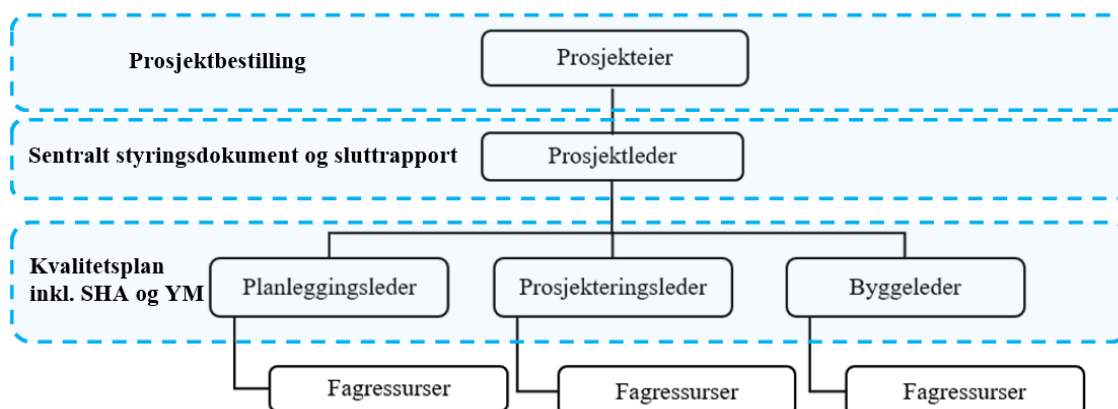 Prosjektbestilling
Prosjekteier
Sentralt styringsdokument og sluttrapport
Prosjektleder
Kvalitetsplan
inkl. SHA og YM
Planleggingsleder
Prosjekteringsleder
Byggeleder
Fagressurser
Fagressurser
Fagressurser